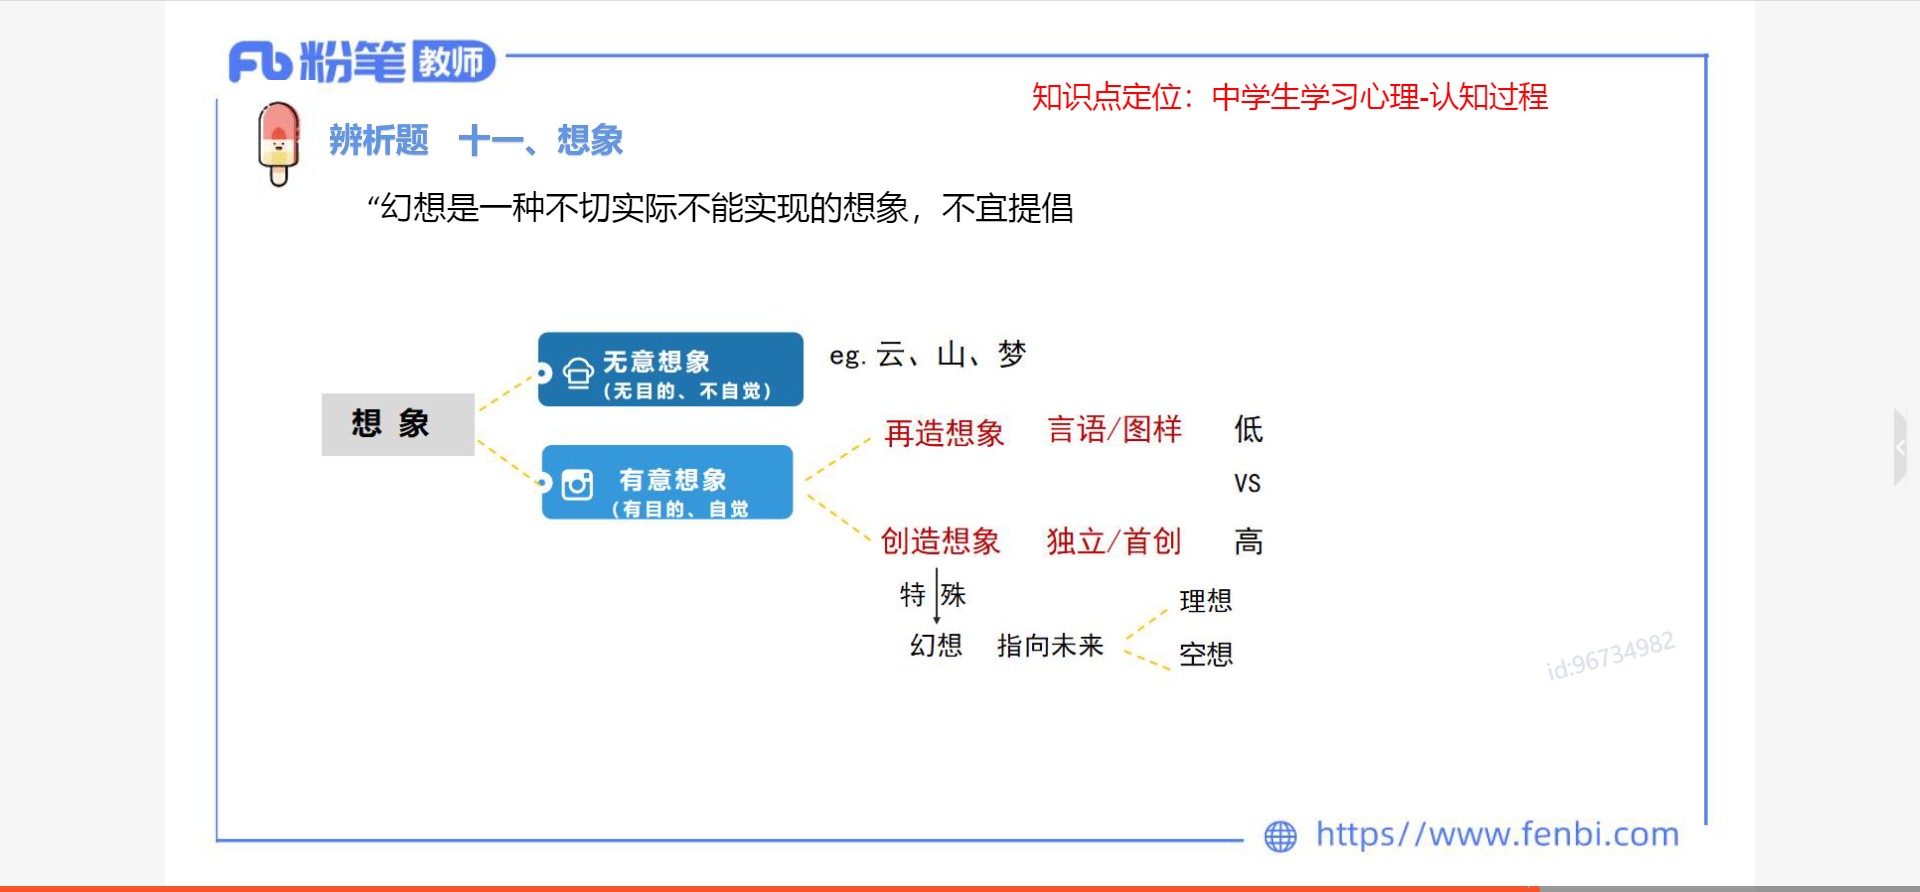 粉笔教师
知识点定位：中学生学习心理-认知过程
辨析题 十一、想象
“幻想是一种不切实际不能实现的想象，不宜提倡
想 象
无意想象
(无目的、不自觉)
eg. 云、山、梦
有意想象
(有目的、自觉
再造想象 言语/图样 低
VS
创造想象 独立/首创 高
特 殊
幻想 指向未来
理想
空想
id:96734982
https//www.fenbi.com